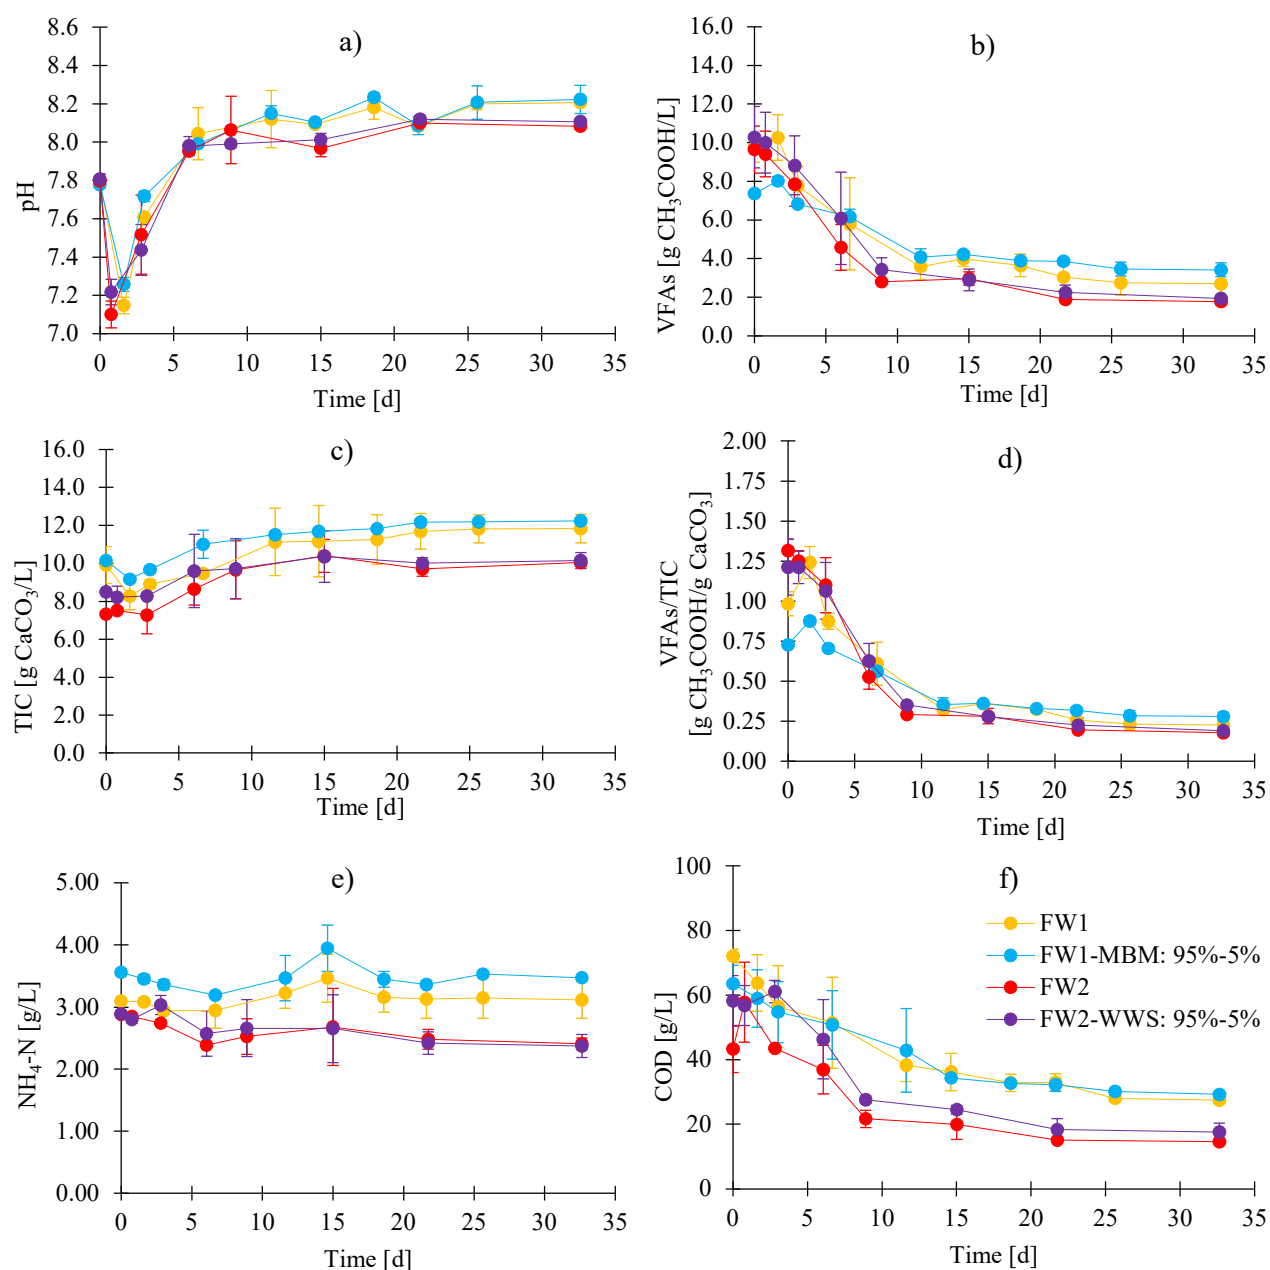 a)
8.6
8.4
8.2
8.0
7.8
7.6
7.4
7.2
7.0
pH
0 5 10 15 20 25 30 35
Time [d]
b)
16.0
14.0
12.0
10.0
8.0
6.0
4.0
2.0
0.0
VFAs [g CH₃COOH/L]
0 5 10 15 20 25 30 35
Time [d]
c)
16.0
14.0
12.0
10.0
8.0
6.0
4.0
2.0
0.0
TIC [g CaCO₃/L]
0 5 10 15 20 25 30 35
Time [d]
d)
2.00
1.75
1.50
1.25
1.00
0.75
0.50
0.25
0.00
VFAs/TIC
[g CH₃COOH/g CaCO₃]
0 5 10 15 20 25 30 35
Time [d]
e)
5.00
4.00
3.00
2.00
1.00
0.00
NH₄-N [g/L]
0 5 10 15 20 25 30 35
Time [d]
f)
100
80
60
40
20
0
COD [g/L]
0 5 10 15 20 25 30 35
Time [d]
FW1
FW1-MBM: 95%-5%
FW2
FW2-WWS: 95%-5%